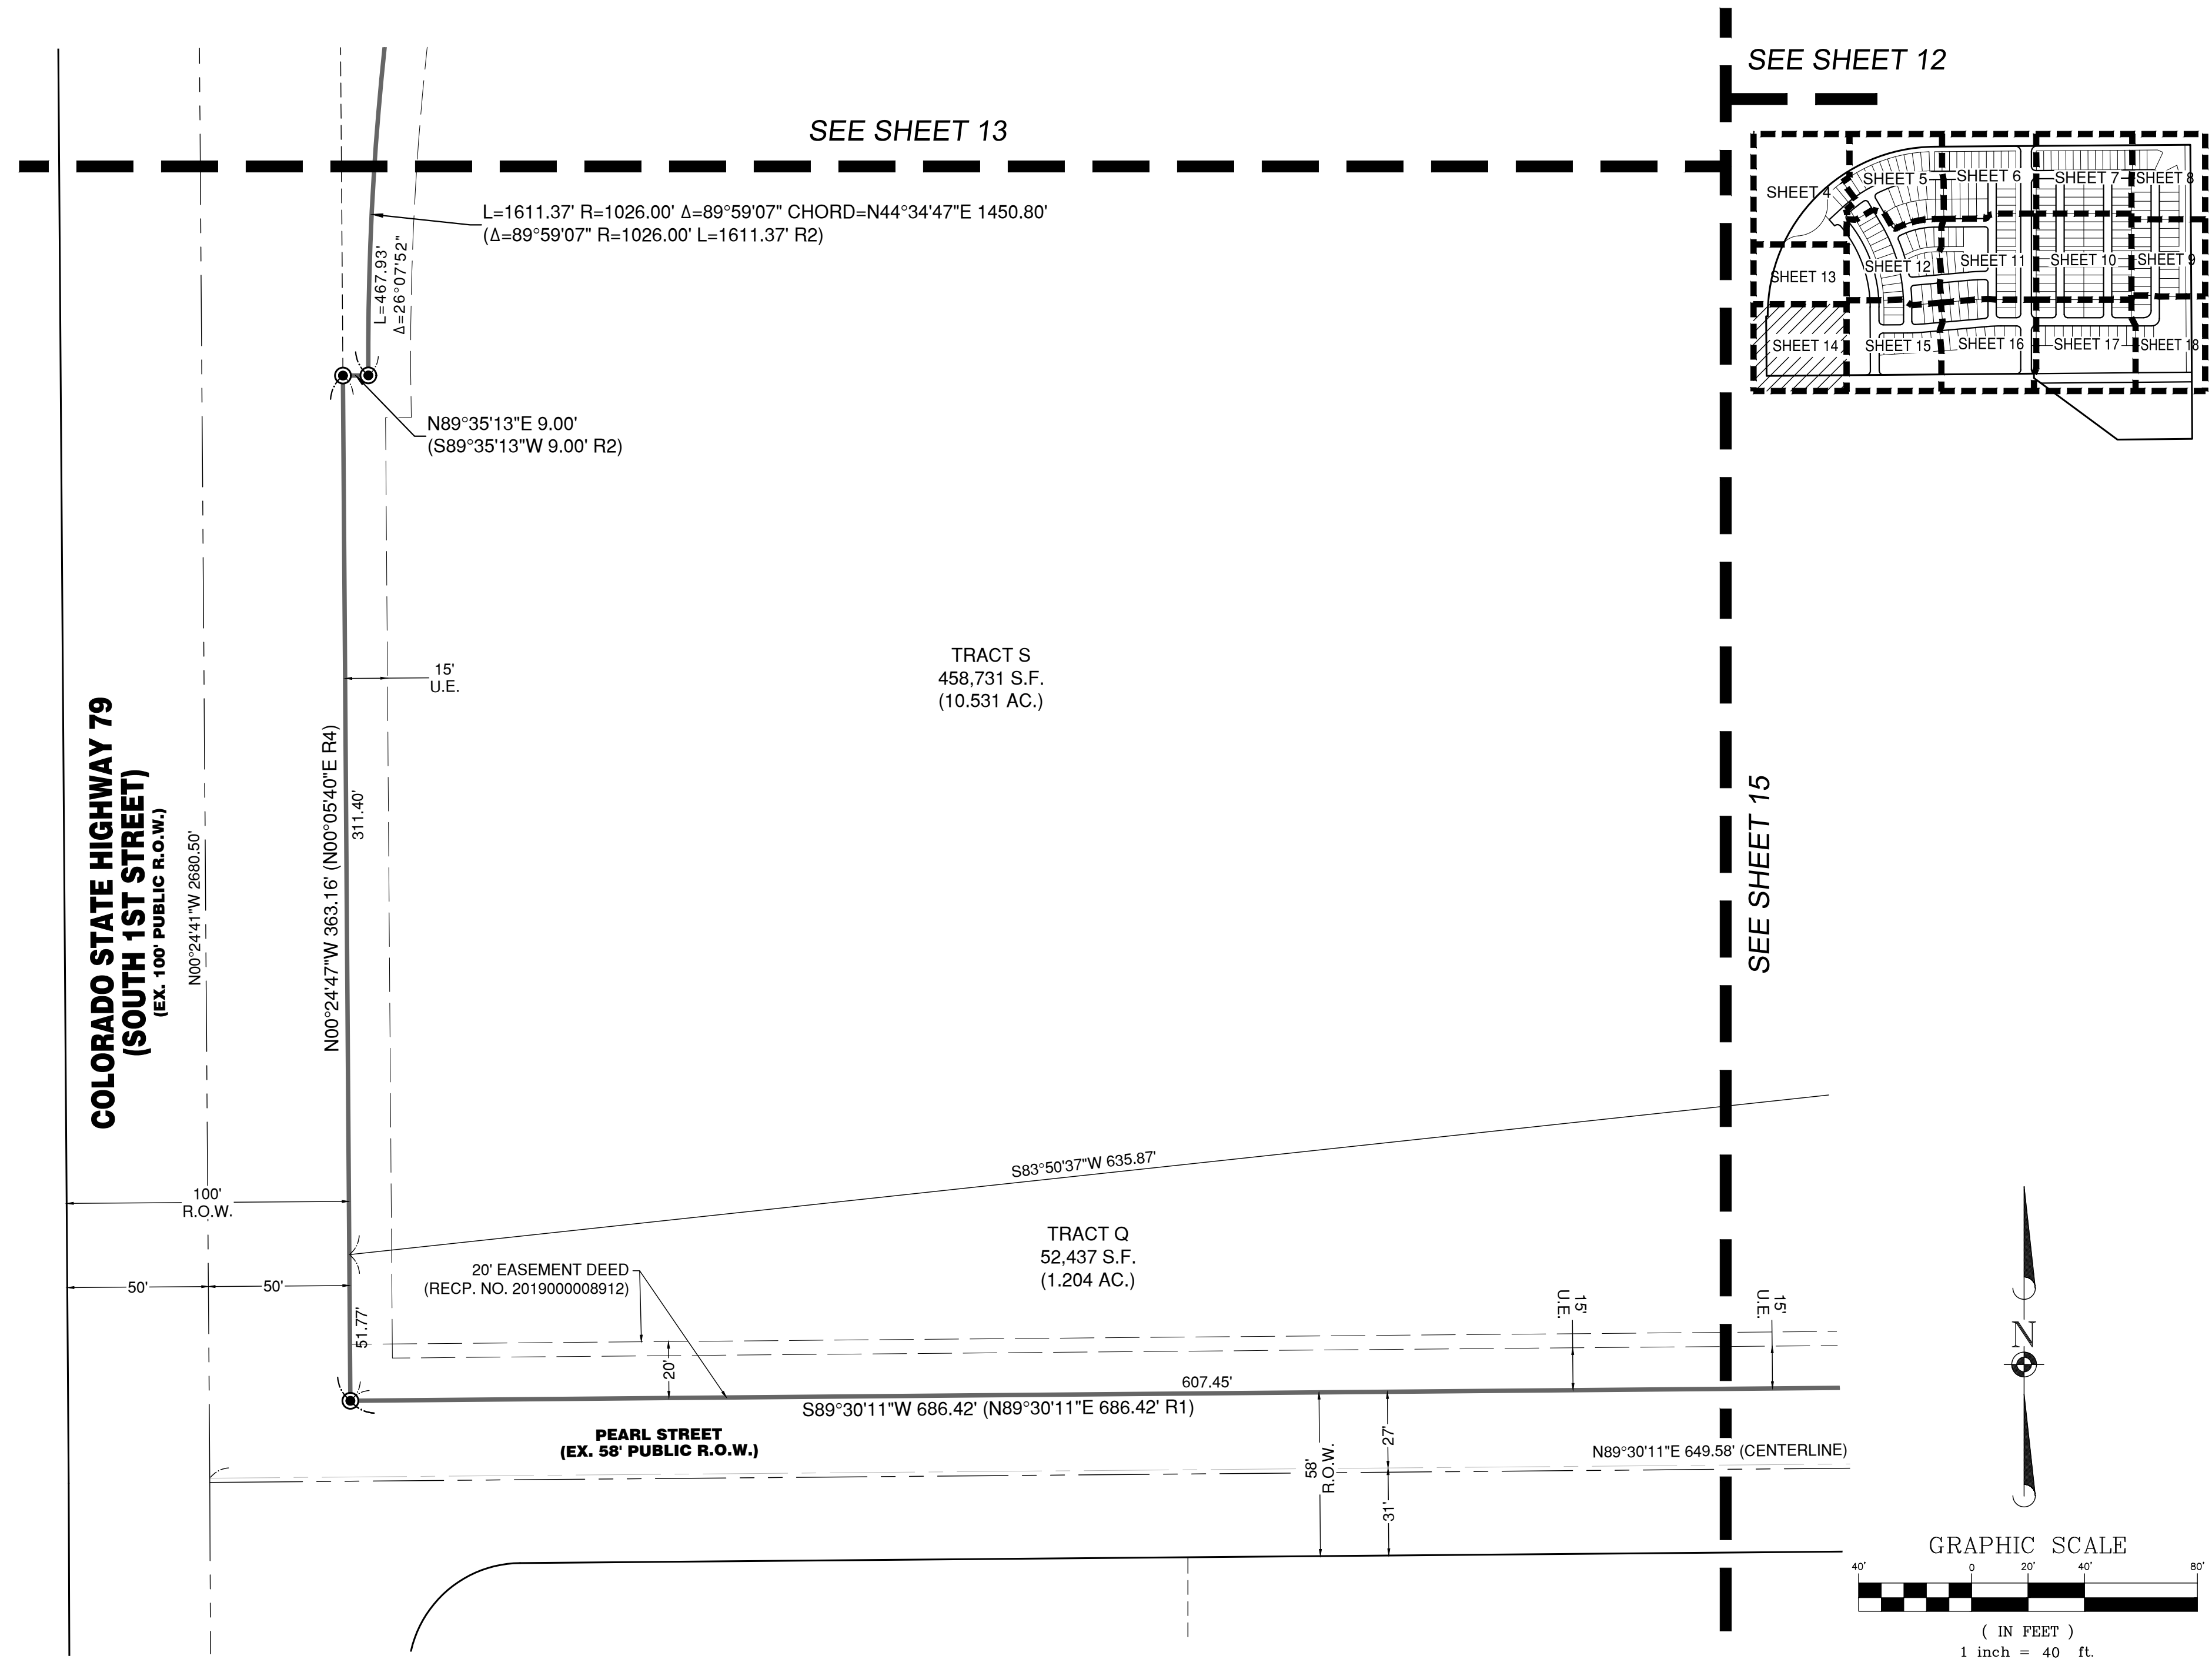 SEE SHEET 12
SEE SHEET 13
SHEET 4
SHEET 5
SHEET 6
SHEET 7
SHEET 8
SHEET 13
SHEET 12
SHEET 11
SHEET 10
SHEET 9
SHEET 14
SHEET 15
SHEET 16
SHEET 17
SHEET 18
L=1611.37' R=1026.00' Δ=89°59'07" CHORD=N44°34'47"E 1450.80'
(Δ=89°59'07" R=1026.00' L=1611.37' R2)
L=467.93'
Δ=26°07'52"
N89°35'13"E 9.00'
(S89°35'13"W 9.00' R2)
15'
U.E.
TRACT S
458,731 S.F.
(10.531 AC.)
COLORADO STATE HIGHWAY 79
(SOUTH 1ST STREET)
(EX. 100' PUBLIC R.O.W.)
N00°24'41"W 2680.50'
N00°24'47"W 363.16' (N00°05'40"E R4)
311.40'
SEE SHEET 15
S83°50'37"W 635.87'
100'
R.O.W.
50'
50'
51.77'
TRACT Q
52,437 S.F.
(1.204 AC.)
20' EASEMENT DEED
(RECP. NO. 2019000008912)
20'
15'
U.E.
15'
U.E.
607.45'
S89°30'11"W 686.42' (N89°30'11"E 686.42' R1)
PEARL STREET
(EX. 58' PUBLIC R.O.W.)
58'
R.O.W.
27'
31'
N89°30'11"E 649.58' (CENTERLINE)
N
GRAPHIC SCALE
40' 0 20' 40' 80'
( IN FEET )
1 inch = 40 ft.